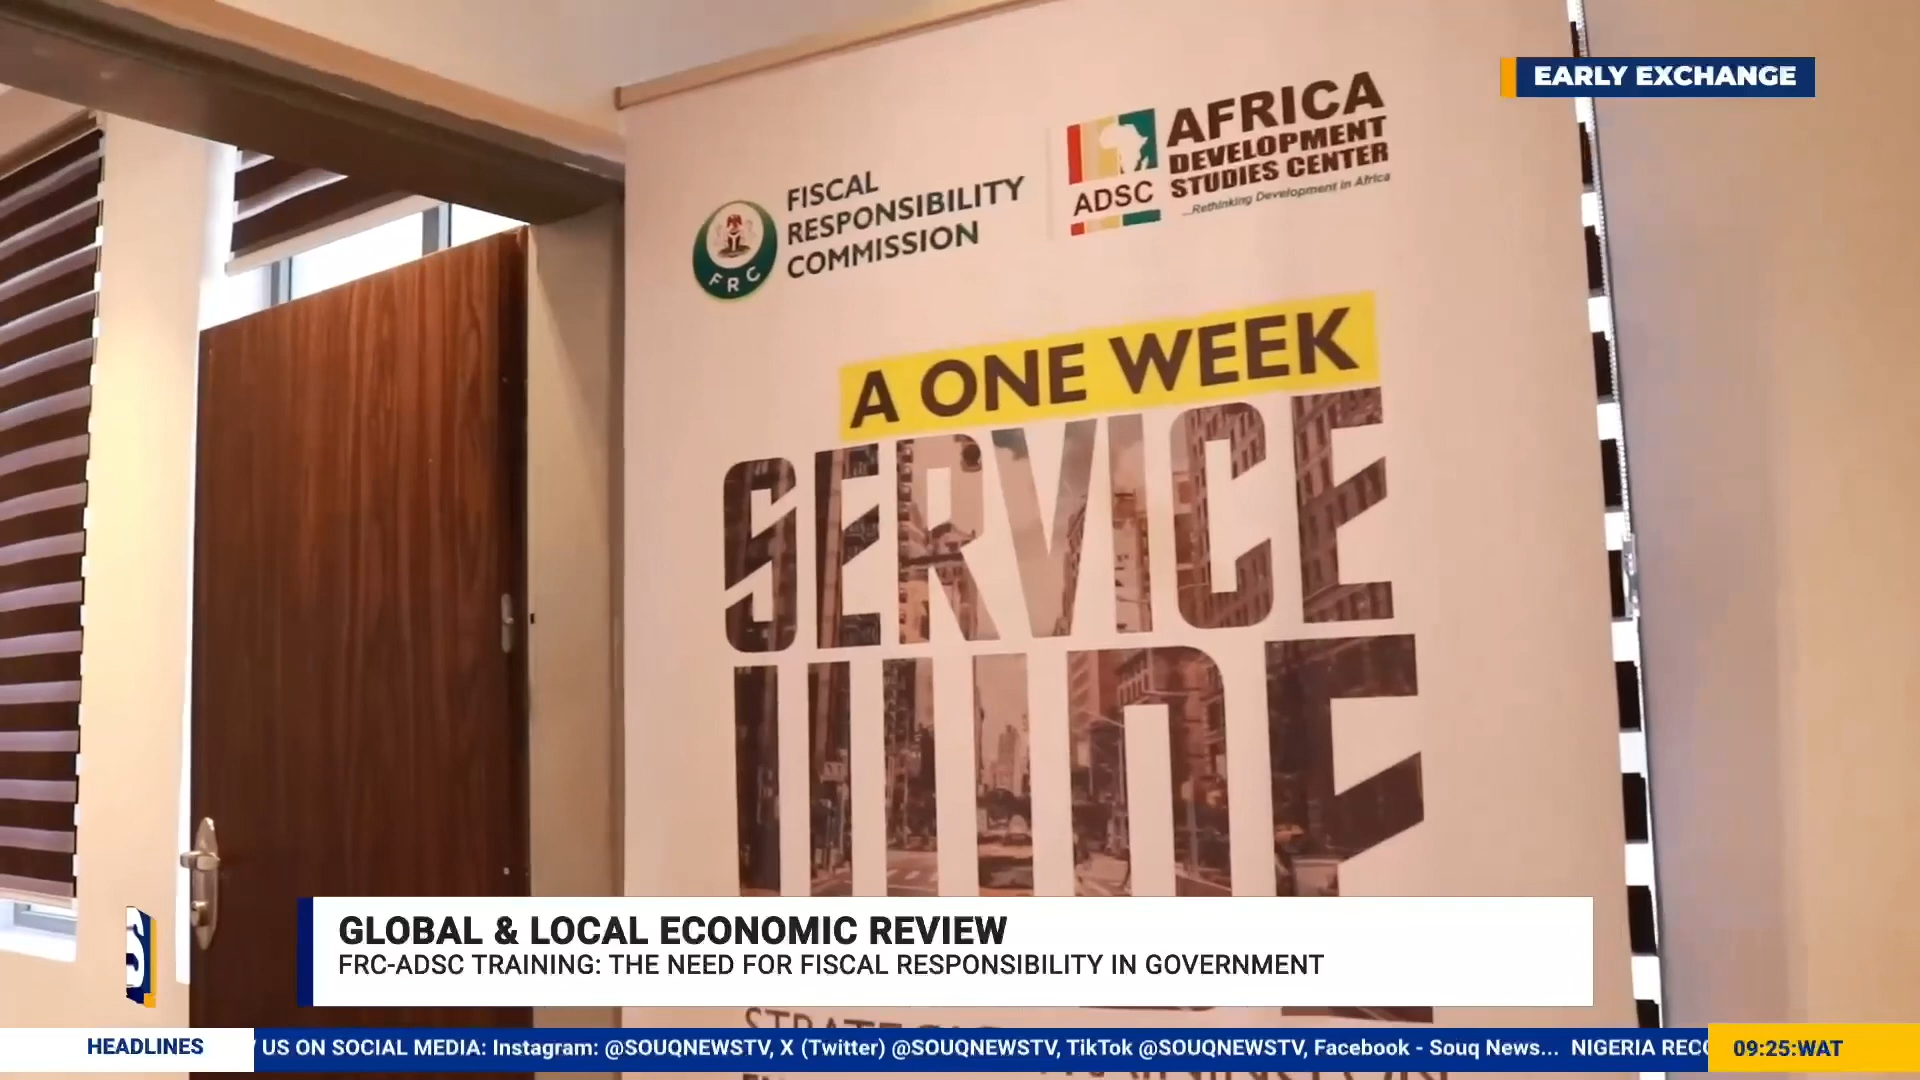 EARLY EXCHANGE
FISCAL
RESPONSIBILITY
COMMISSION
FRC
ADSC
AFRICA
DEVELOPMENT
STUDIES CENTER
...Rethinking Development in Africa
A ONE WEEK
SERVICE
WIDE
GLOBAL & LOCAL ECONOMIC REVIEW
FRC-ADSC TRAINING: THE NEED FOR FISCAL RESPONSIBILITY IN GOVERNMENT
HEADLINES
US ON SOCIAL MEDIA: Instagram: @SOUQNEWSTV, X (Twitter) @SOUQNEWSTV, TikTok @SOUQNEWSTV, Facebook - Souq News... NIGERIA
09:25:WAT